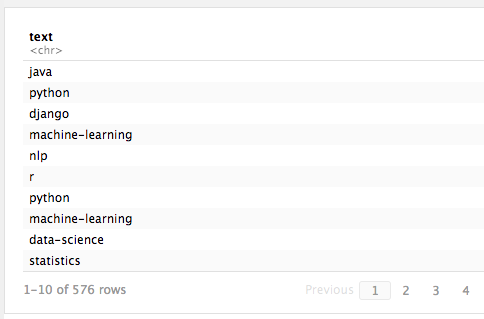 text
<chr>
java
python
django
machine-learning
nlp
r
python
machine-learning
data-science
statistics
1-10 of 576 rows Previous 1 2 3 4